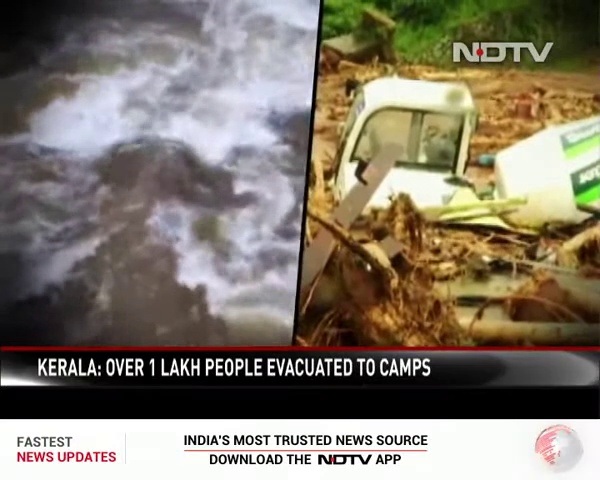 NDTV
KERALA: OVER 1 LAKH PEOPLE EVACUATED TO CAMPS
FASTEST
NEWS UPDATES
INDIA'S MOST TRUSTED NEWS SOURCE
DOWNLOAD THE NDTV APP